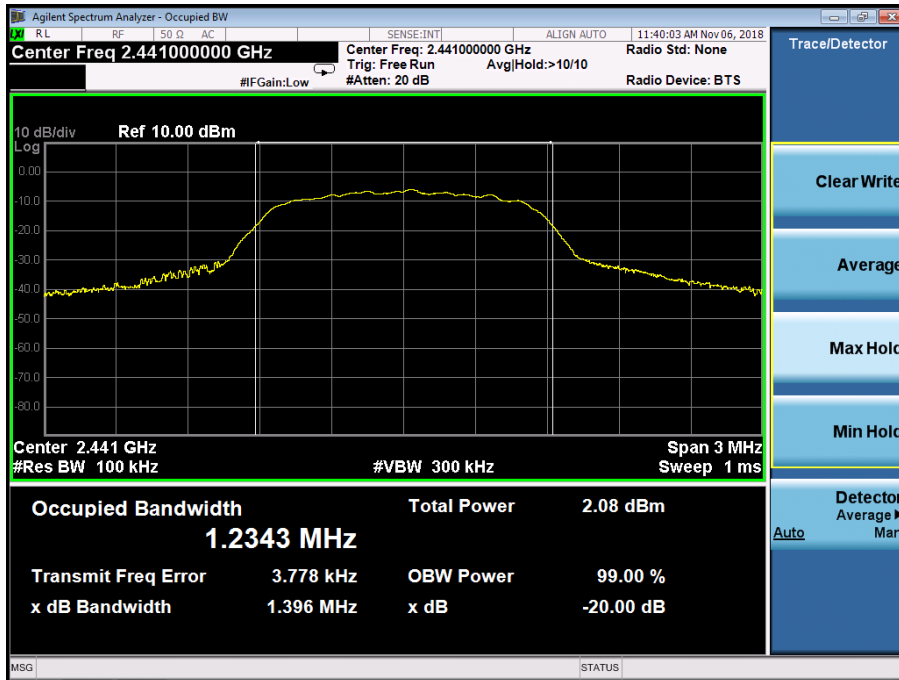 Agilent Spectrum Analyzer - Occupied BW
LXI RL RF 50 Ω AC SENSE:INT ALIGN AUTO 11:40:03 AM Nov 06, 2018
Center Freq 2.441000000 GHz
Center Freq: 2.441000000 GHz Radio Std: None
Trig: Free Run Avg|Hold:>10/10
#IFGain:Low #Atten: 20 dB Radio Device: BTS
Trace/Detector
10 dB/div Ref 10.00 dBm
Log
0.00
-10.0
-20.0
-30.0
-40.0
-50.0
-60.0
-70.0
-80.0
Center 2.441 GHz Span 3 MHz
#Res BW 100 kHz #VBW 300 kHz Sweep 1 ms
Clear Write
Average
Max Hold
Min Hold
Detector
Average
Auto Man
Occupied Bandwidth Total Power 2.08 dBm
1.2343 MHz
Transmit Freq Error 3.778 kHz OBW Power 99.00 %
x dB Bandwidth 1.396 MHz x dB -20.00 dB
MSG STATUS